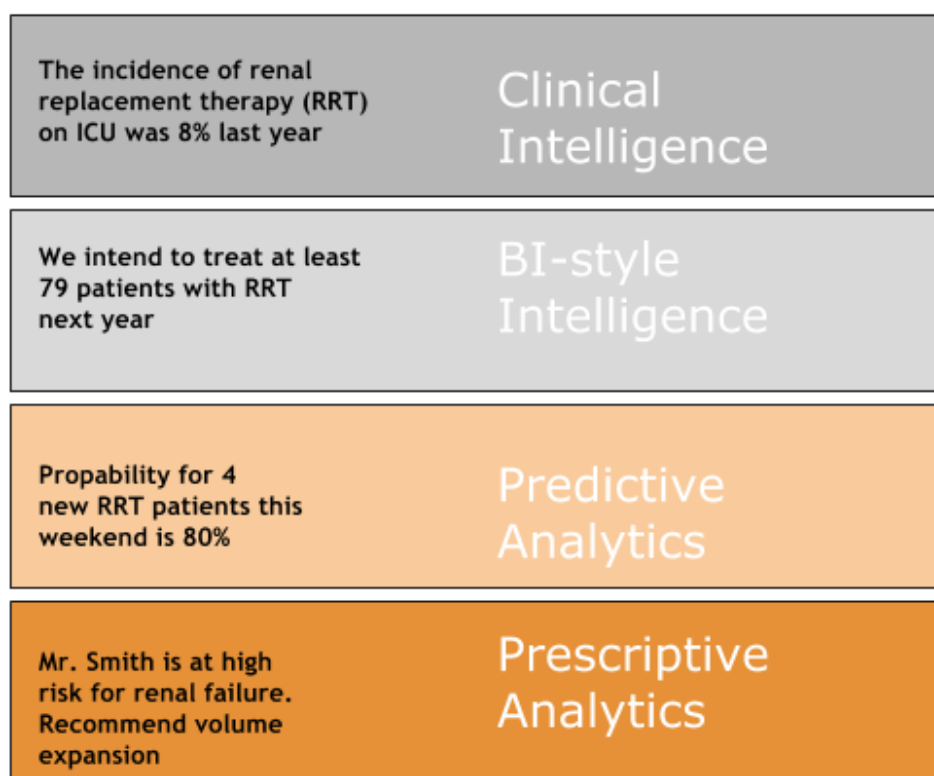 The incidence of renal
replacement therapy (RRT)
on ICU was 8% last year
Clinical
Intelligence
We intend to treat at least
79 patients with RRT
next year
BI-style
Intelligence
Propability for 4
new RRT patients this
weekend is 80%
Predictive
Analytics
Mr. Smith is at high
risk for renal failure.
Recommend volume
expansion
Prescriptive
Analytics